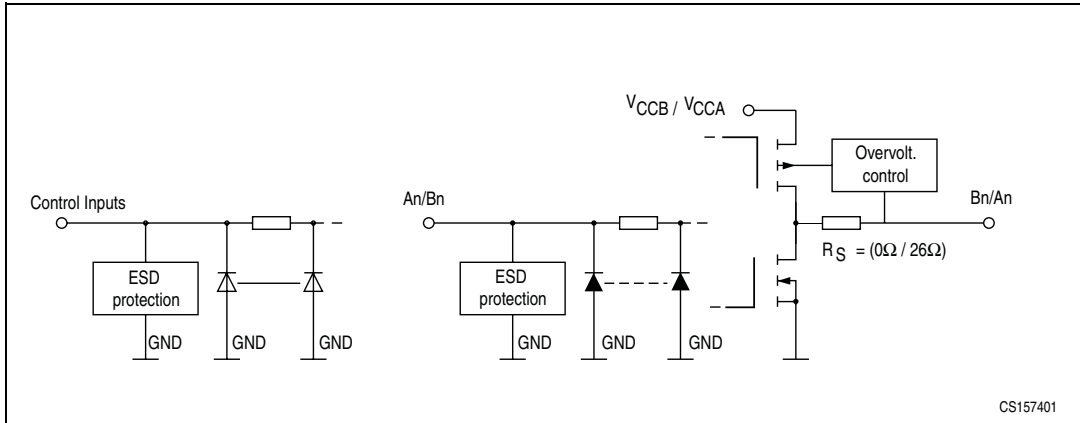 Control Inputs
ESD
protection
GND
GND
GND
An/Bn
ESD
protection
GND
GND
GND
VCCB / VCCA
Overvolt.
control
Bn/An
RS = (0Ω / 26Ω)
CS157401